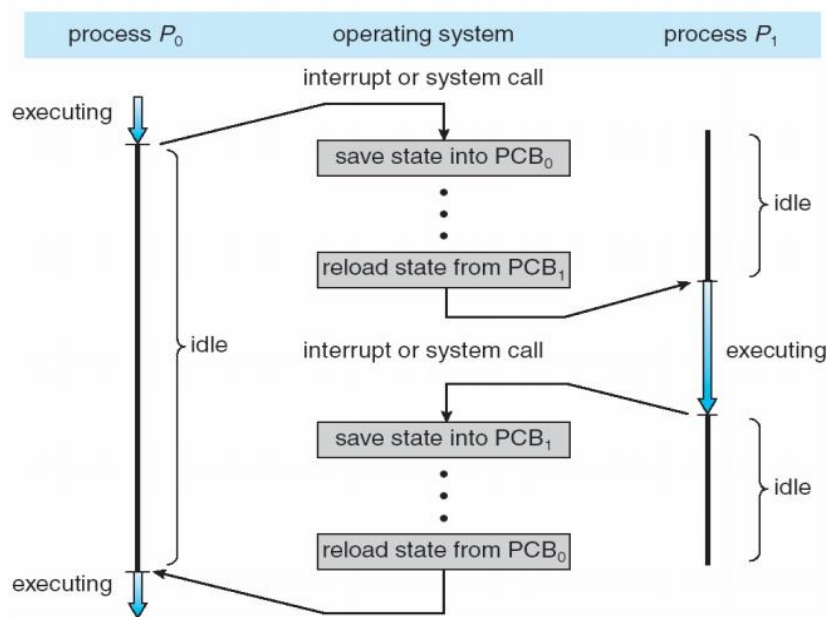 process P₀ operating system process P₁
interrupt or system call
executing
save state into PCB₀
idle
reload state from PCB₁
idle
interrupt or system call
executing
save state into PCB₁
idle
reload state from PCB₀
executing